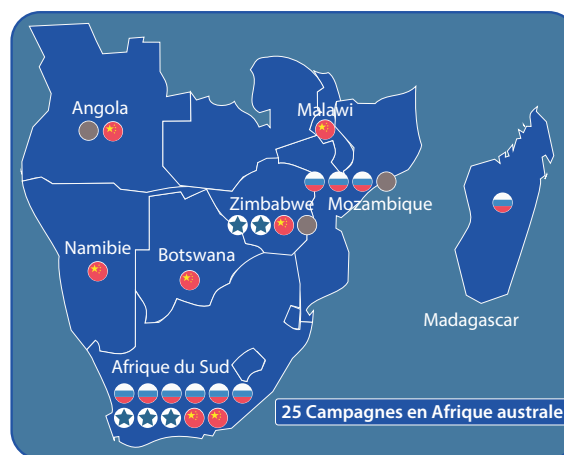 Angola
Malawi
Zimbabwe
Mozambique
Namibie
Botswana
Madagascar
Afrique du Sud
25 Campagnes en Afrique australe